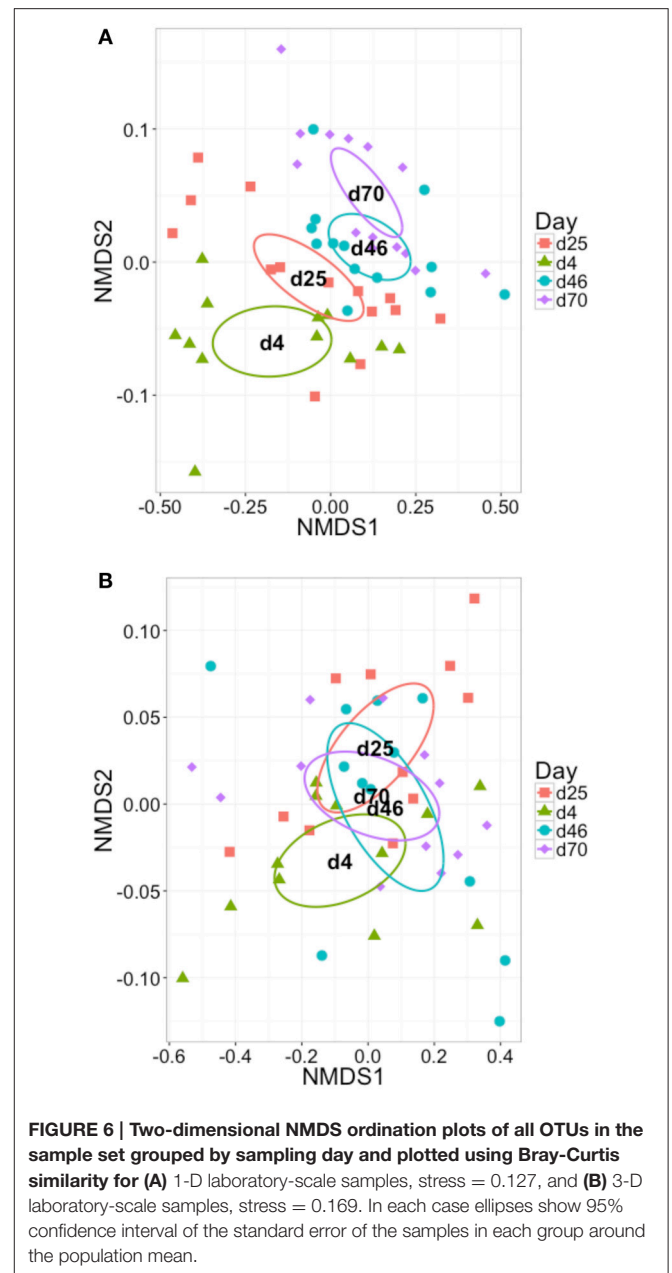 A
0.1
0.0
-0.1
NMDS2
d70
d46
d25
d4
Day
d25
d4
d46
d70
-0.50 -0.25 0.00 0.25 0.50
NMDS1
B
0.10
0.05
0.00
-0.05
-0.10
NMDS2
d25
d70
d46
d4
Day
d25
d4
d46
d70
-0.6 -0.4 -0.2 0.0 0.2 0.4
NMDS1
FIGURE 6 | Two-dimensional NMDS ordination plots of all OTUs in the
sample set grouped by sampling day and plotted using Bray-Curtis
similarity for (A) 1-D laboratory-scale samples, stress = 0.127, and (B) 3-D
laboratory-scale samples, stress = 0.169. In each case ellipses show 95%
confidence interval of the standard error of the samples in each group around
the population mean.